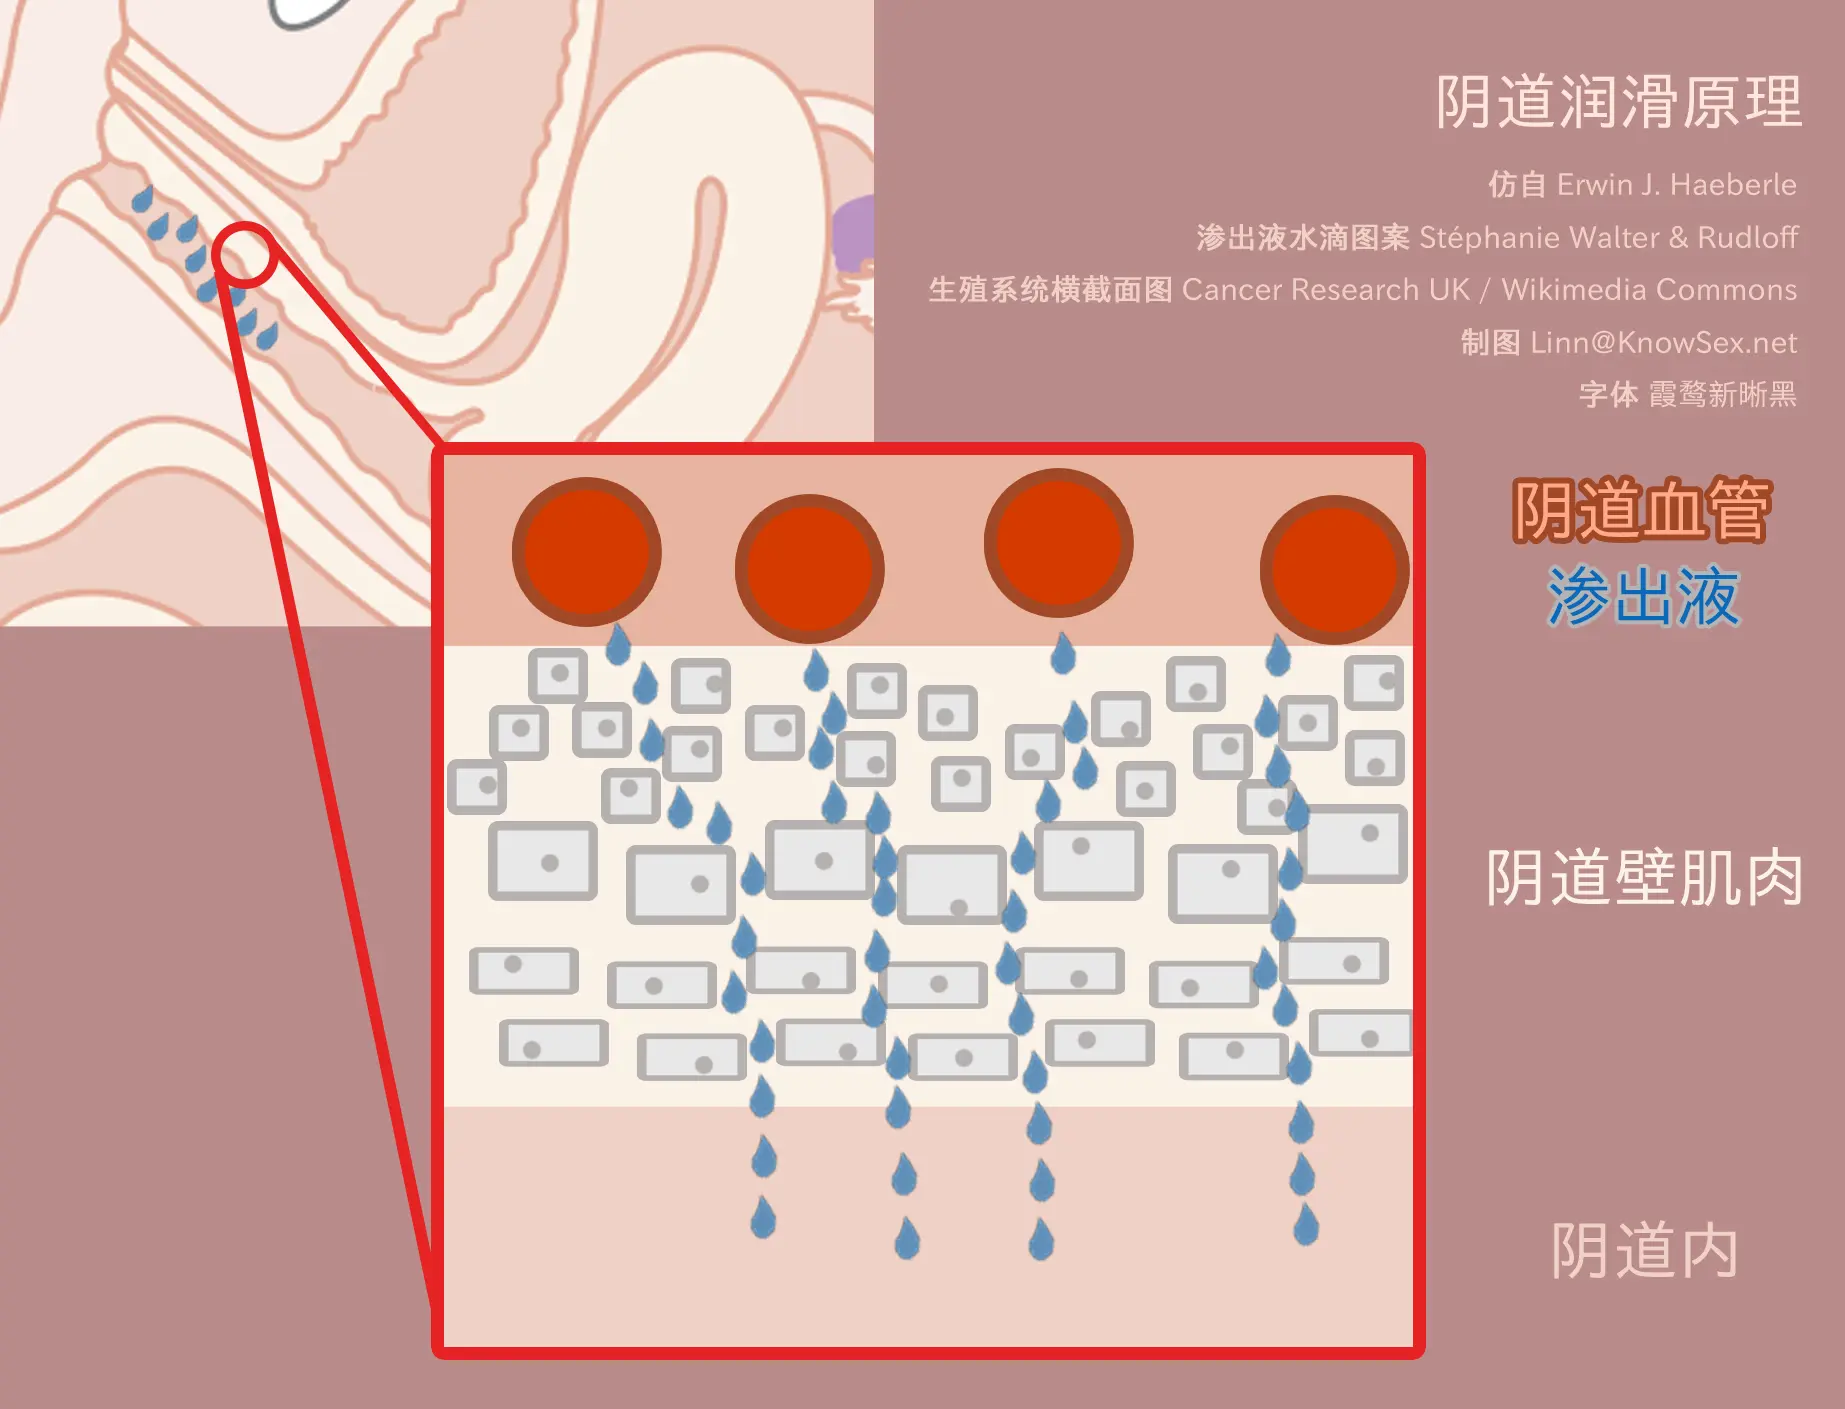 阴道润滑原理
仿自 Erwin J. Haeberle
渗出液水滴图案 Stéphanie Walter & Rudloff
生殖系统横截面图 Cancer Research UK / Wikimedia Commons
制图 Linn@KnowSex.net
字体 霞鹜新晰黑
阴道血管
渗出液
阴道壁肌肉
阴道内